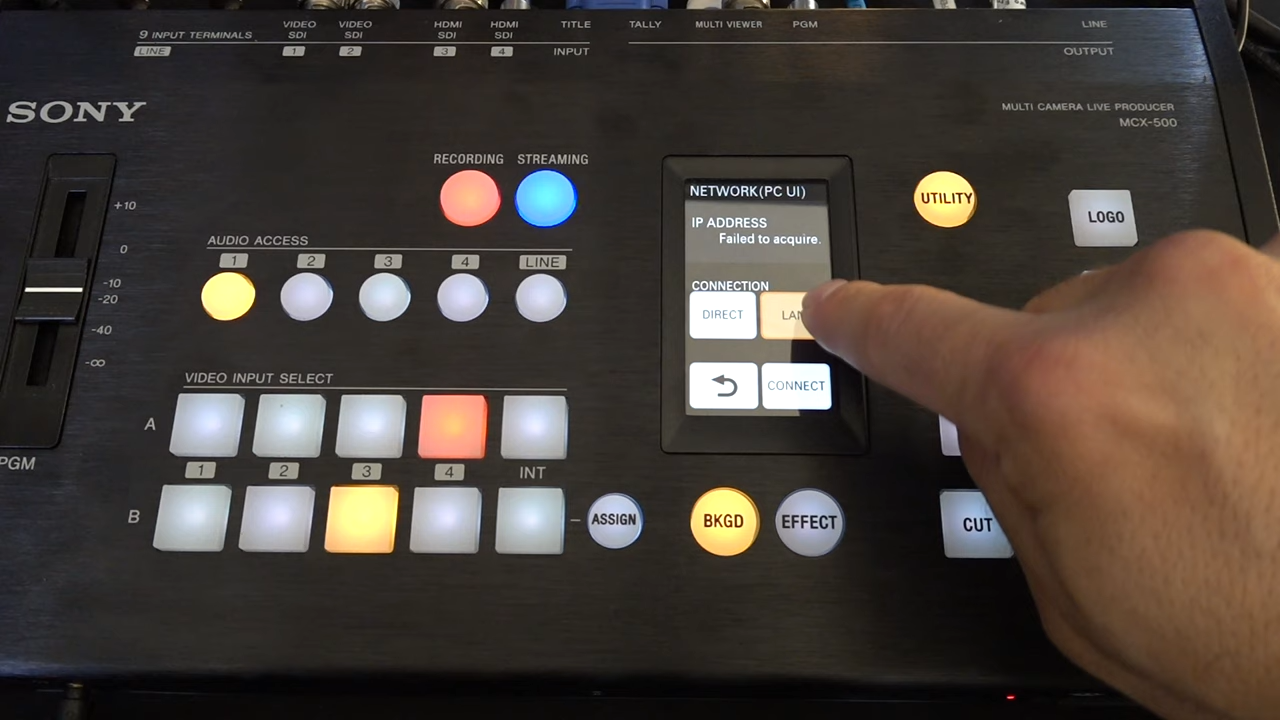 VIDEO SDI
VIDEO SDI
HDMI SDI
HDMI SDI
TITLE
TALLY
MULTI VIEWER
PGM
LINE
9 INPUT TERMINALS
LINE
1
2
3
4
INPUT
OUTPUT
SONY
MULTI CAMERA LIVE PRODUCER
MCX-500
RECORDING
STREAMING
+10
0
-10
-20
-40
-∞
PGM
AUDIO ACCESS
1
2
3
4
LINE
NETWORK(PC UI)
IP ADDRESS
Failed to acquire.
CONNECTION
DIRECT
LAN
CONNECT
UTILITY
LOGO
VIDEO INPUT SELECT
A
1
2
3
4
INT
B
ASSIGN
BKGD
EFFECT
CUT